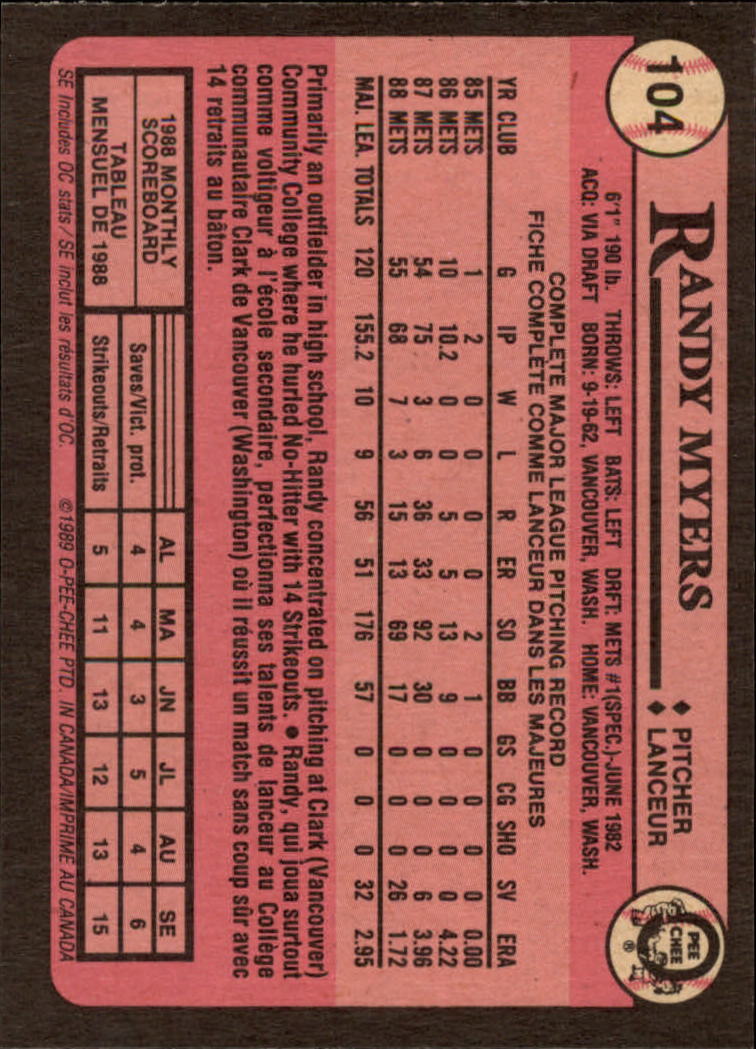 104
RANDY MYERS
♦ PITCHER
♦ LANCEUR
O
PEE
CHEE
®
6'1" 190 lb. THROWS: LEFT BATS: LEFT DRFT: METS #1(SPEC.)-JUNE 1982
ACQ: VIA DRAFT BORN: 9-19-62, VANCOUVER, WASH. HOME: VANCOUVER, WASH.
COMPLETE MAJOR LEAGUE PITCHING RECORD
FICHE COMPLÈTE COMME LANCEUR DANS LES MAJEURES
YR CLUB G IP W L R ER SO BB GS CG SHO SV ERA
85 METS 1 2 0 0 0 0 2 1 0 0 0 0 0.00
86 METS 10 10.2 0 0 5 5 13 9 0 0 0 0 4.22
87 METS 54 75 3 6 36 33 92 30 0 0 0 6 3.96
88 METS 55 68 7 3 15 13 69 17 0 0 0 26 1.72
MAJ. LEA. TOTALS 120 155.2 10 9 56 51 176 57 0 0 0 32 2.95
Primarily an outfielder in high school, Randy concentrated on pitching at Clark (Vancouver)
Community College where he hurled No-Hitter with 14 Strikeouts. ● Randy, qui joua surtout
comme voltigeur à l'école secondaire, perfectionna ses talents de lanceur au Collège
communautaire Clark de Vancouver (Washington) où il réussit un match sans coup sûr avec
14 retraits au bâton.
1988 MONTHLY
SCOREBOARD
TABLEAU
MENSUEL DE 1988
AL MA JN JL AU SE
Saves/Vict. prot. 4 4 3 5 4 6
Strikeouts/Retraits 5 11 13 12 13 15
SE Includes OC stats / SE inclut les résultats d'OC. ©1989 O-PEE-CHEE PTD. IN CANADA/IMPRIME AU CANADA